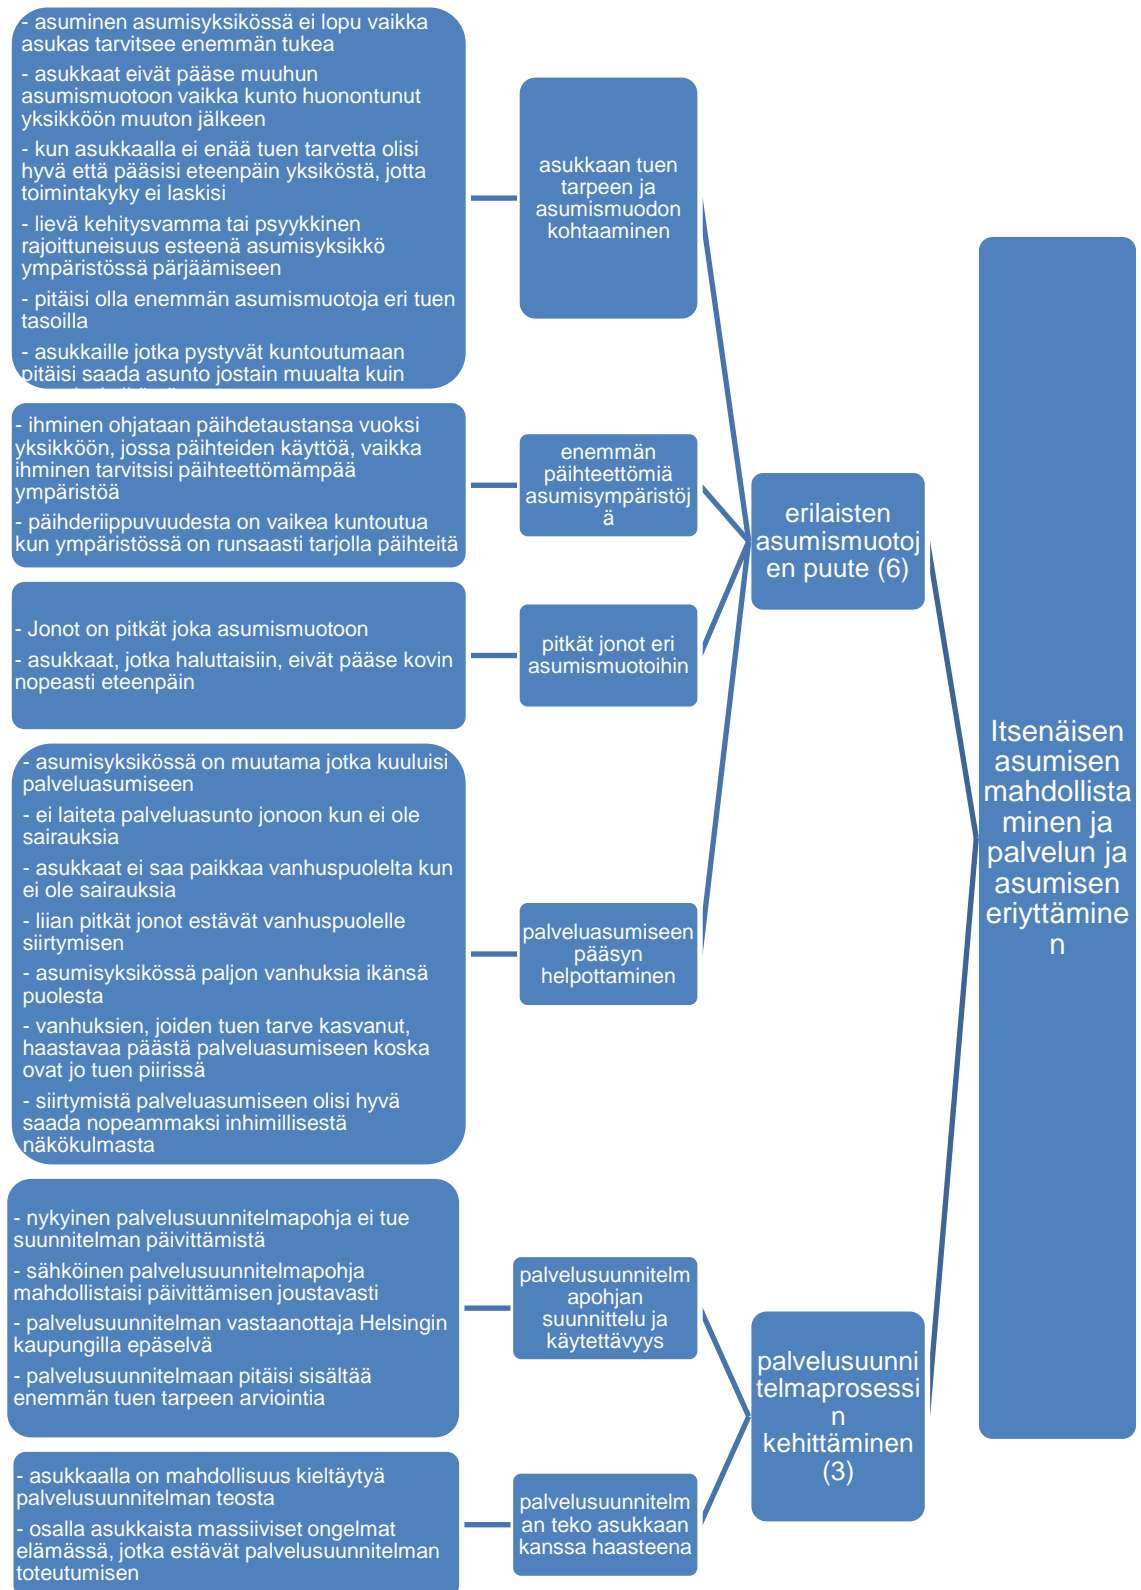 - asuminen asumisyksikössä ei lopu vaikka
asukas tarvitsee enemmän tukea
- asukkaat eivät pääse muuhun
asumismuotoon vaikka kunto huonontunut
yksikköön muuton jälkeen
- kun asukkaalla ei enää tuen tarvetta olisi
hyvä että pääsisi eteenpäin yksiköstä, jotta
toimintakyky ei laskisi
- lievä kehitysvamma tai psyykkinen
rajoittuneisuus esteenä asumisyksikkö
ympäristössä pärjäämiseen
- pitäisi olla enemmän asumismuotoja eri tuen
tasoilla
- asukkaille jotka pystyvät kuntoutumaan
pitäisi saada asunto jostain muualta kuin
asukkaan tuen
tarpeen ja
asumismuodon
kohtaaminen
- ihminen ohjataan päihdetaustansa vuoksi
yksikköön, jossa päihteiden käyttöä, vaikka
ihminen tarvitsisi päihteettömämpää
ympäristöä
- päihderiippuvuudesta on vaikea kuntoutua
kun ympäristössä on runsaasti tarjolla päihteitä
enemmän
päihteettömiä
asumisympäristöj
ä
- Jonot on pitkät joka asumismuotoon
- asukkaat, jotka haluttaisiin, eivät pääse kovin
nopeasti eteenpäin
pitkät jonot eri
asumismuotoihin
- asumisyksikössä on muutama jotka kuuluisi
palveluasumiseen
- ei laiteta palveluasunto jonoon kun ei ole
sairauksia
- asukkaat ei saa paikkaa vanhuspuolelta kun
ei ole sairauksia
- liian pitkät jonot estävät vanhuspuolelle
siirtymisen
- asumisyksikössä paljon vanhuksia ikänsä
puolesta
- vanhuksien, joiden tuen tarve kasvanut,
haastavaa päästä palveluasumiseen koska
ovat jo tuen piirissä
- siirtymistä palveluasumiseen olisi hyvä
saada nopeammaksi inhimillisestä
näkökulmasta
palveluasumiseen
pääsyn
helpottaminen
erilaisten
asumismuotoj
en puute (6)
- nykyinen palvelusuunnitelmapohja ei tue
suunnitelman päivittämistä
- sähköinen palvelusuunnitelmapohja
mahdollistaisi päivittämisen joustavasti
- palvelusuunnitelman vastaanottaja Helsingin
kaupungilla epäselvä
- palvelusuunnitelmaan pitäisi sisältää
enemmän tuen tarpeen arviointia
palvelusuunnitelm
apohjan
suunnittelu ja
käytettävyys
- asukkaalla on mahdollisuus kieltäytyä
palvelusuunnitelman teosta
- osalla asukkaista massiiviset ongelmat
elämässä, jotka estävät palvelusuunnitelman
toteutumisen
palvelusuunnitelm
an teko asukkaan
kanssa haasteena
palvelusuunni
telmaprosessi
n
kehittäminen
(3)
Itsenäisen
asumisen
mahdollista
minen ja
palvelun ja
asumisen
eriyttämine
n